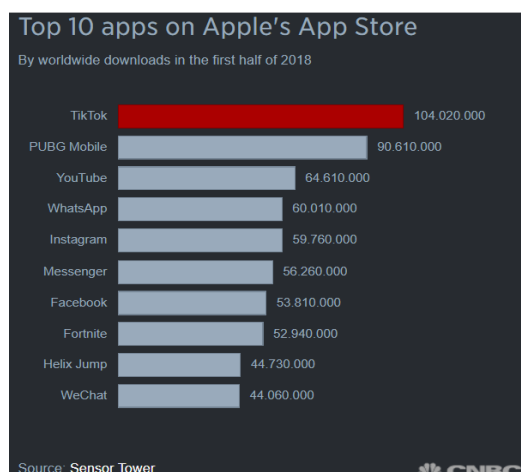 Top 10 apps on Apple's App Store
By worldwide downloads in the first half of 2018
TikTok 104.020.000
PUBG Mobile 90.610.000
YouTube 64.610.000
WhatsApp 60.010.000
Instagram 59.760.000
Messenger 56.260.000
Facebook 53.810.000
Fortnite 52.940.000
Helix Jump 44.730.000
WeChat 44.060.000
Source: Sensor Tower
CNBC